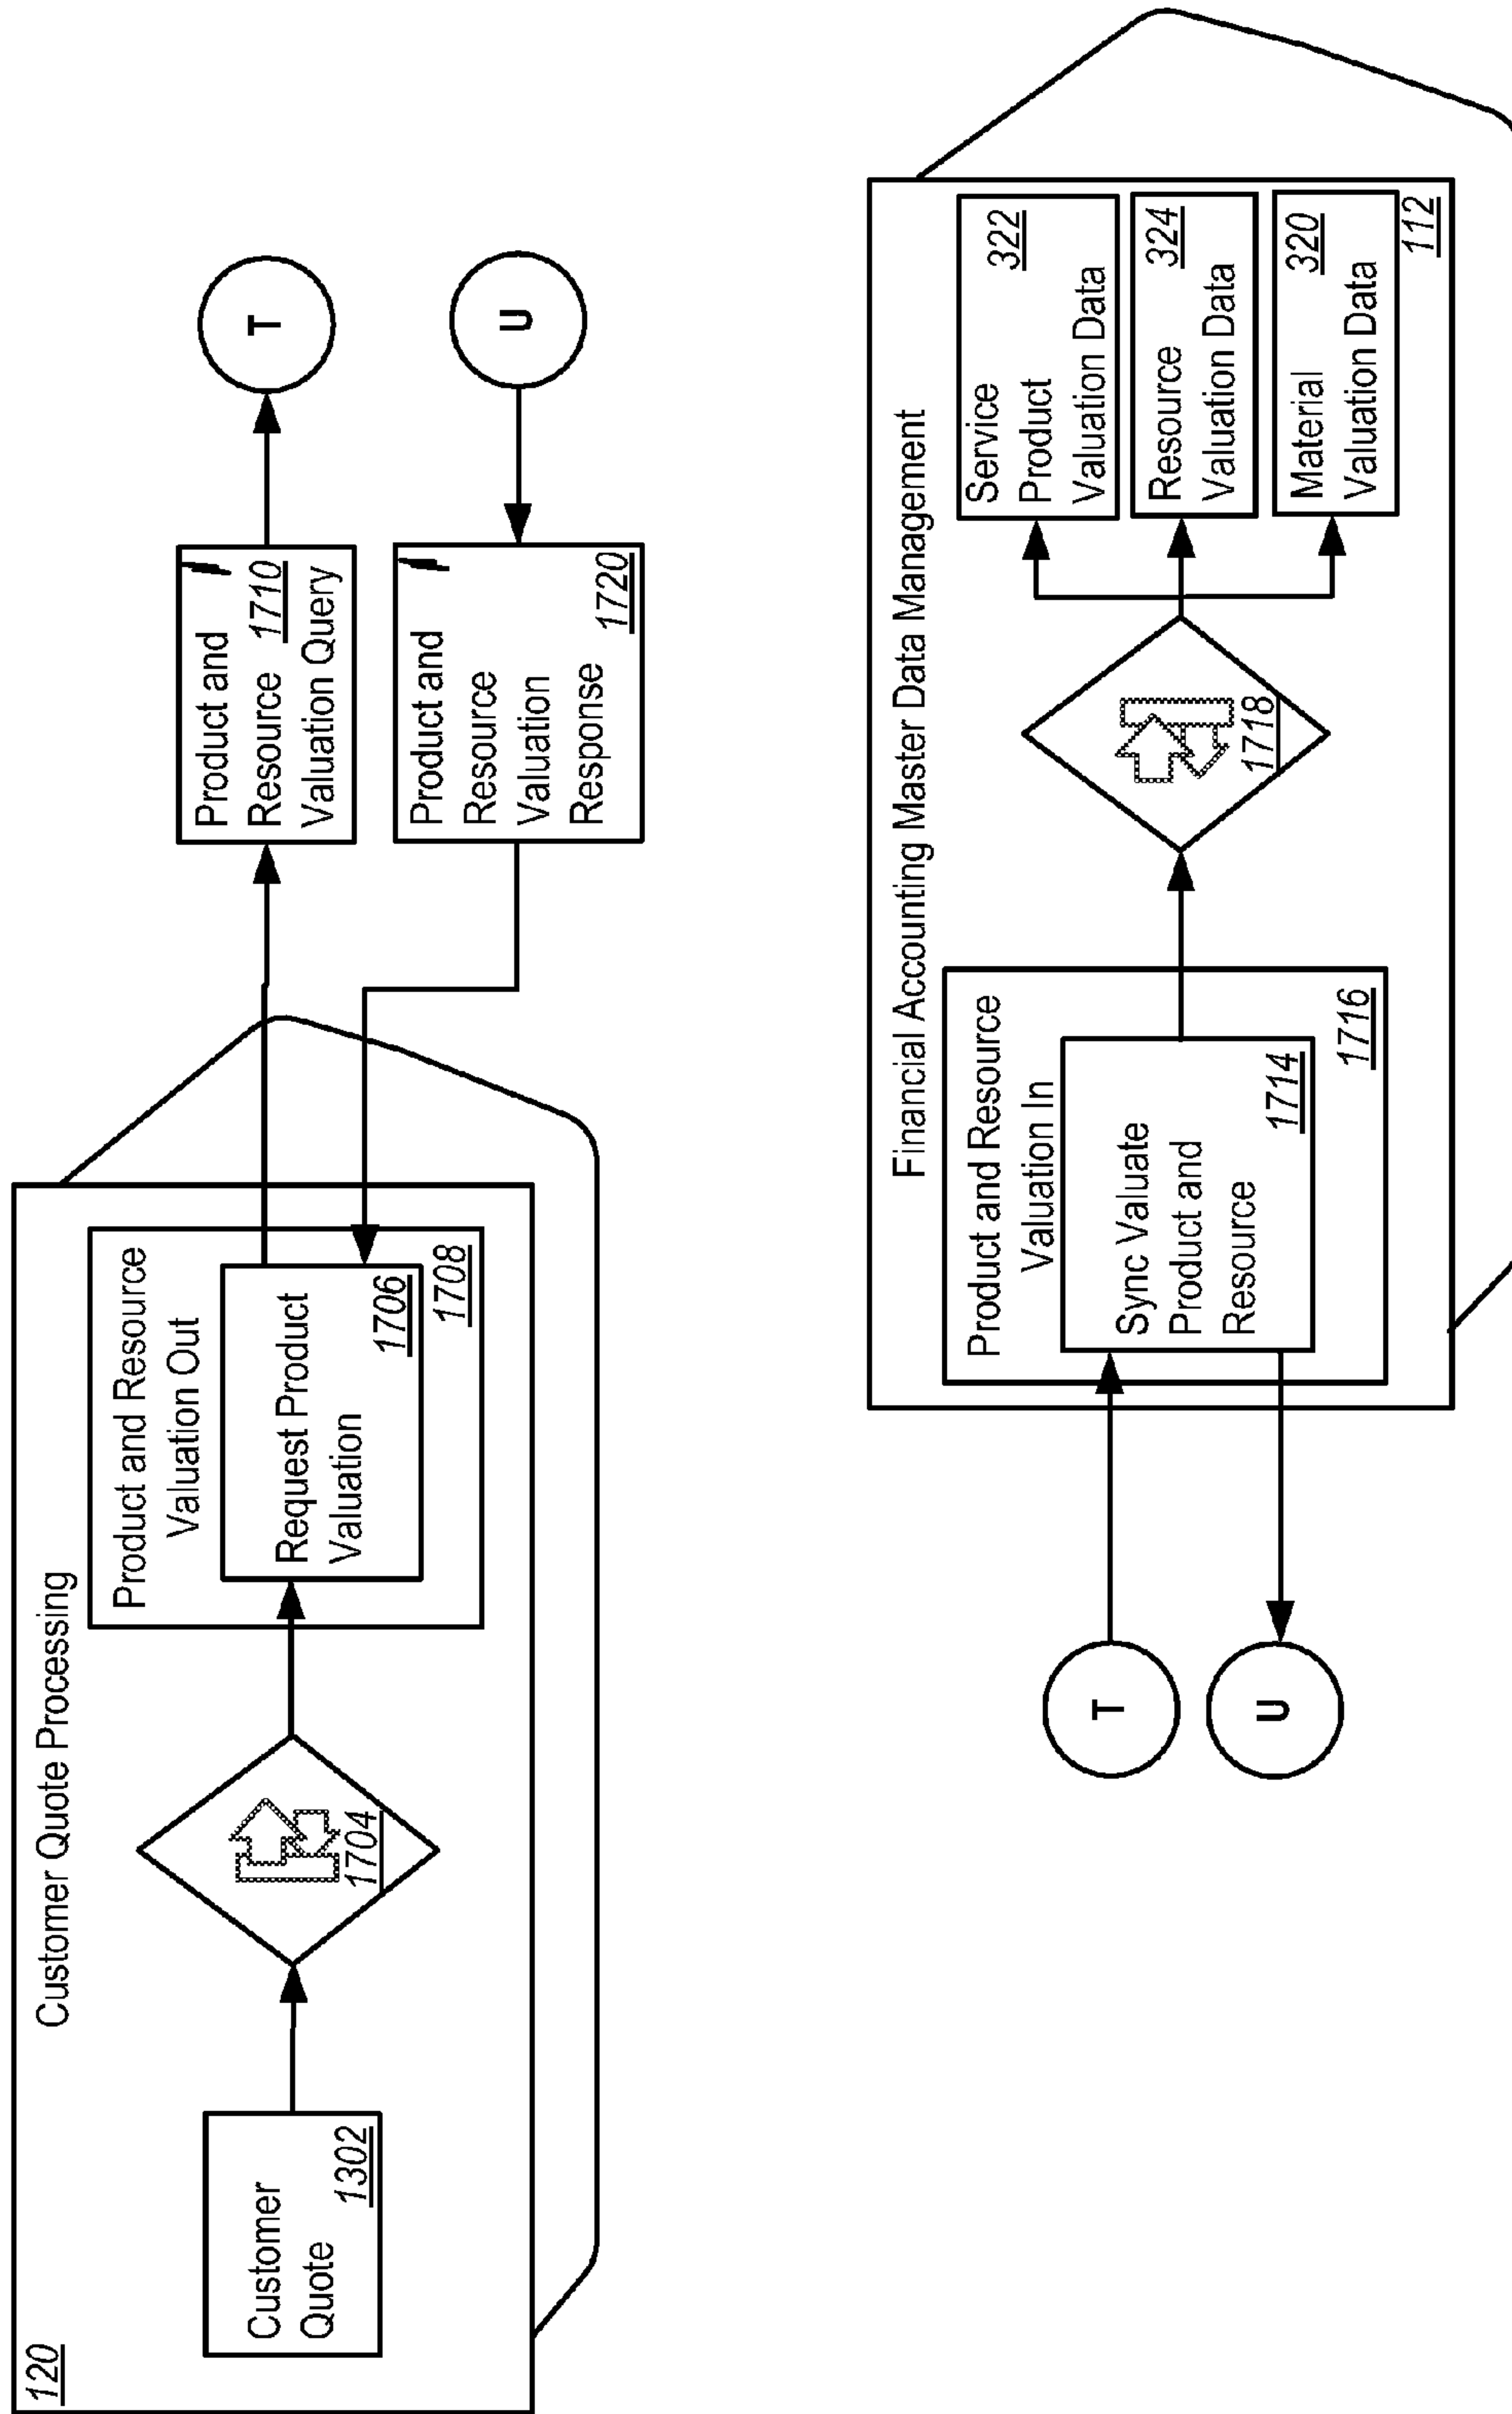 120
Customer Quote Processing
Customer
Quote
1302
1704
Product and Resource
Valuation Out
Request Product
Valuation
1706
1708
Product and
Resource 1710
Valuation Query
T
Product and
Resource
Valuation
Response
1720
U
T
U
Financial Accounting Master Data Management
Product and Resource
Valuation In
Sync Valuate
Product and
Resource
1714
1716
1718
Service
Product 322
Valuation Data
Resource 324
Valuation Data
Material 320
Valuation Data
112